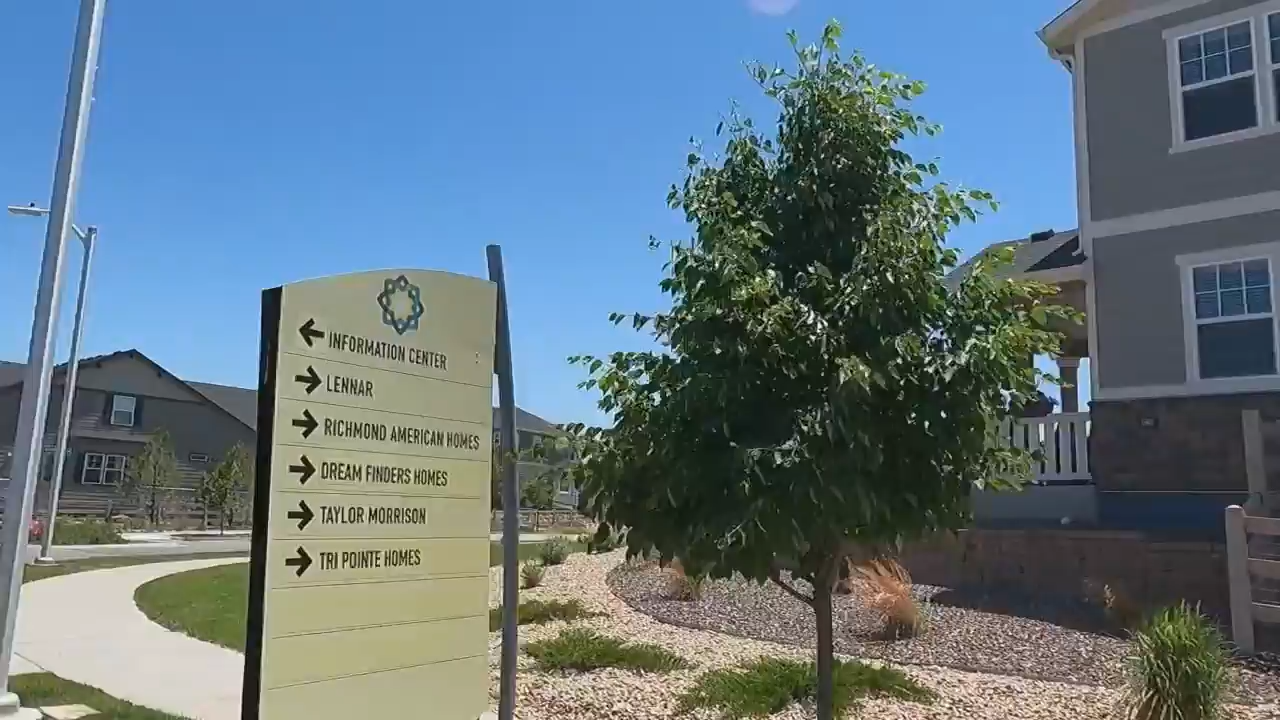 INFORMATION CENTER
LENNAR
RICHMOND AMERICAN HOMES
DREAM FINDERS HOMES
TAYLOR MORRISON
TRI POINTE HOMES